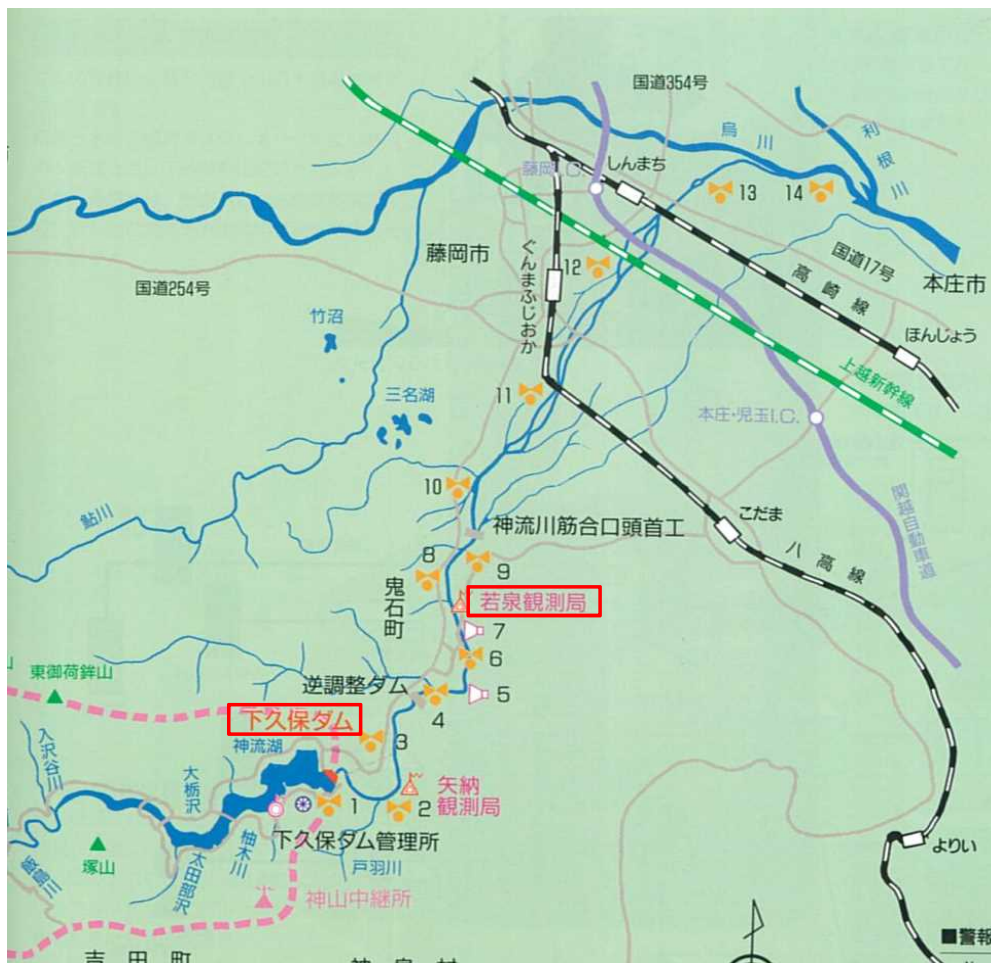 国道354号
烏川
利根川
藤岡I.C.
しんまち
13
14
藤岡市
ぐんまふじおか
12
国道17号
高崎線
本庄市
国道254号
竹沼
ほんじょう
上越新幹線
三名湖
11
本庄・児玉I.C.
10
関越自動車道
鮎川
神流川筋合口頭首工
こだま
八高線
8
9
鬼石町
若泉観測局
7
6
東御荷鉾山
逆調整ダム
5
4
下久保ダム
神流湖
3
入沢谷川
大栃沢
矢納
観測局
1
2
下久保ダム管理所
よりい
塚山
太田部沢
柚木川
戸羽川
神山中継所
■警報
吉田町
神泉村